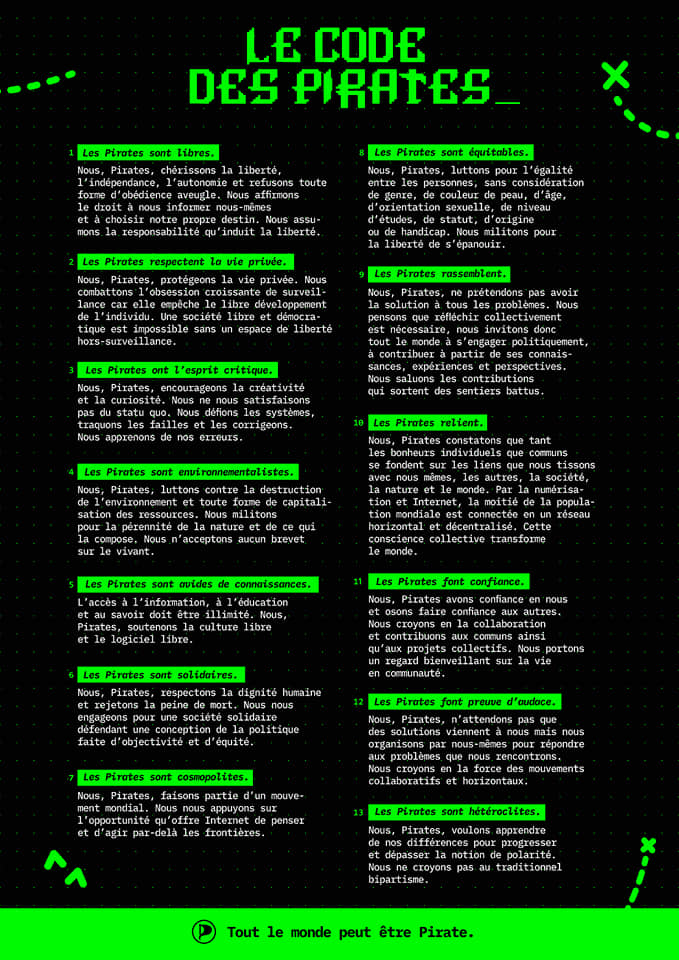 LE CODE
DES PIRATES_
1 Les Pirates sont libres.
Nous, Pirates, chérissons la liberté,
l'indépendance, l'autonomie et refusons toute
forme d'obédience aveugle. Nous affirmons
le droit à nous informer nous-mêmes
et à choisir notre propre destin. Nous assu-
mons la responsabilité qu'induit la liberté.
2 Les Pirates respectent la vie privée.
Nous, Pirates, protégeons la vie privée. Nous
combattons l'obsession croissante de surveil-
lance car elle empêche le libre développement
de l'individu. Une société libre et démocra-
tique est impossible sans un espace de liberté
hors-surveillance.
3 Les Pirates ont l'esprit critique.
Nous, Pirates, encourageons la créativité
et la curiosité. Nous ne nous satisfaisons
pas du statu quo. Nous défions les systèmes,
traquons les failles et les corrigeons.
Nous apprenons de nos erreurs.
4 Les Pirates sont environnementalistes.
Nous, Pirates, luttons contre la destruction
de l'environnement et toute forme de capitali-
sation des ressources. Nous militons
pour la pérennité de la nature et de ce qui
la compose. Nous n'acceptons aucun brevet
sur le vivant.
5 Les Pirates sont avides de connaissances.
L'accès à l'information, à l'éducation
et au savoir doit être illimité. Nous,
Pirates, soutenons la culture libre
et le logiciel libre.
6 Les Pirates sont solidaires.
Nous, Pirates, respectons la dignité humaine
et rejetons la peine de mort. Nous nous
engageons pour une société solidaire
défendant une conception de la politique
faite d'objectivité et d'équité.
7 Les Pirates sont cosmopolites.
Nous, Pirates, faisons partie d'un mouve-
ment mondial. Nous nous appuyons sur
l'opportunité qu'offre Internet de penser
et d'agir par-delà les frontières.
8 Les Pirates sont équitables.
Nous, Pirates, luttons pour l'égalité
entre les personnes, sans considération
de genre, de couleur de peau, d'âge,
d'orientation sexuelle, de niveau
d'études, de statut, d'origine
ou de handicap. Nous militons pour
la liberté de s'épanouir.
9 Les Pirates rassemblent.
Nous, Pirates, ne prétendons pas avoir
la solution à tous les problèmes. Nous
pensons que réfléchir collectivement
est nécessaire, nous invitons donc
tout le monde à s'engager politiquement,
à contribuer à partir de ses connais-
sances, expériences et perspectives.
Nous saluons les contributions
qui sortent des sentiers battus.
10 Les Pirates relient.
Nous, Pirates constatons que tant
les bonheurs individuels que communs
se fondent sur les liens que nous tissons
avec nous mêmes, les autres, la société,
la nature et le monde. Par la numérisa-
tion et Internet, la moitié de la popula-
tion mondiale est connectée en un réseau
horizontal et décentralisé. Cette
conscience collective transforme
le monde.
11 Les Pirates font confiance.
Nous, Pirates avons confiance en nous
et osons faire confiance aux autres.
Nous croyons en la collaboration
et contribuons aux communs ainsi
qu'aux projets collectifs. Nous portons
un regard bienveillant sur la vie
en communauté.
12 Les Pirates font preuve d'audace.
Nous, Pirates, n'attendons pas que
des solutions viennent à nous mais nous
organisons par nous-mêmes pour répondre
aux problèmes que nous rencontrons.
Nous croyons en la force des mouvements
collaboratifs et horizontaux.
13 Les Pirates sont hétéroclites.
Nous, Pirates, voulons apprendre
de nos différences pour progresser
et dépasser la notion de polarité.
Nous ne croyons pas au traditionnel
bipartisme.
Tout le monde peut être Pirate.